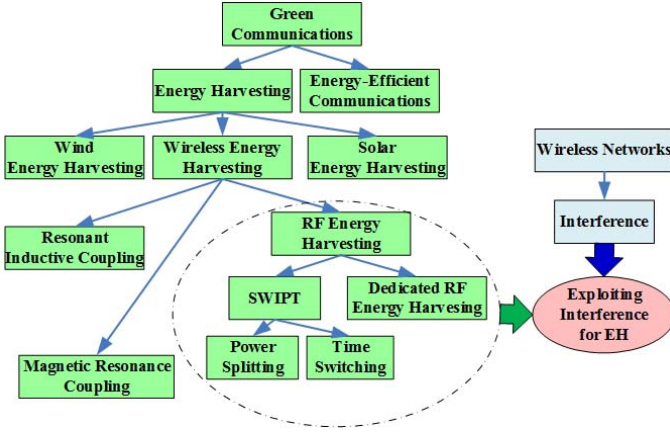 Green
Communications
Energy Harvesting
Energy-Efficient
Communications
Wind
Energy Harvesting
Wireless Energy
Harvesting
Solar
Energy Harvesting
Wireless Networks
Resonant
Inductive Coupling
RF Energy
Harvesting
Interference
SWIPT
Dedicated RF
Energy Harvesing
Exploiting
Interference
for EH
Magnetic Resonance
Coupling
Power
Splitting
Time
Switching